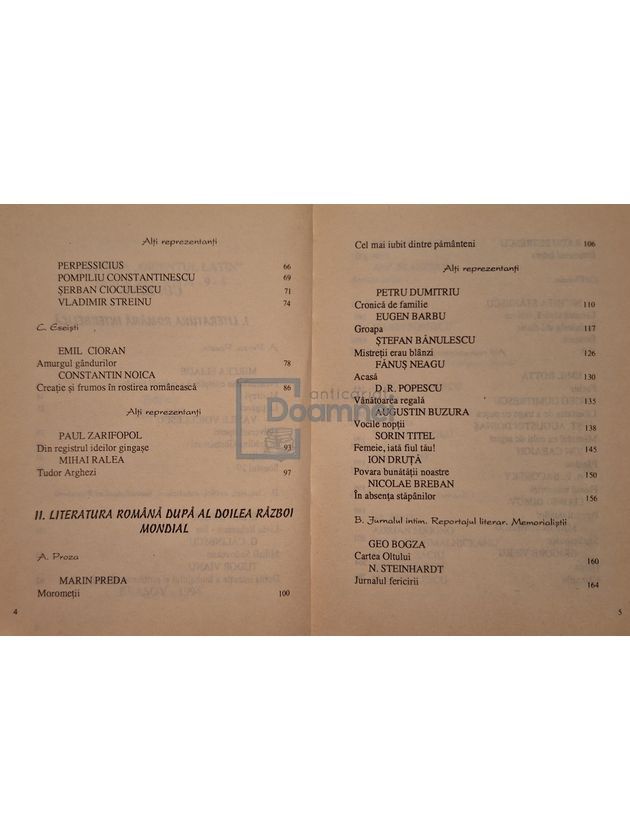 Alți reprezentanți
PERPESSICIUS 66
POMPILIU CONSTANTINESCU 69
ȘERBAN CIOCULESCU 71
VLADIMIR STREINU 74
C. Eseiști
EMIL CIORAN
Amurgul gândurilor 78
CONSTANTIN NOICA
Creație și frumos în rostirea românească 86
Alți reprezentanți
PAUL ZARIFOPOL
Din registrul ideilor gingașe 93
MIHAI RALEA
Tudor Arghezi 97
II. LITERATURA ROMÂNĂ DUPĂ AL DOILEA RĂZBOI
MONDIAL
A. Proza
MARIN PREDA
Moromeții 100
4
Cel mai iubit dintre pământeni 106
Alți reprezentanți
PETRU DUMITRIU
Cronică de familie 110
EUGEN BARBU
Groapa 117
ȘTEFAN BĂNULESCU
Mistreții erau blânzi 126
FĂNUȘ NEAGU
Acasă 130
D. R. POPESCU
Vânătoarea regală 135
AUGUSTIN BUZURA
Vocile nopții 138
SORIN TITEL
Femeie, iată fiul tău! 145
ION DRUȚĂ
Povara bunătății noastre 150
NICOLAE BREBAN
În absența stăpânilor 156
B. Jurnalul intim. Reportajul literar. Memorialiștii
GEO BOGZA
Cartea Oltului 160
N. STEINHARDT
Jurnalul fericirii 164
5
anticariat
Doamnei